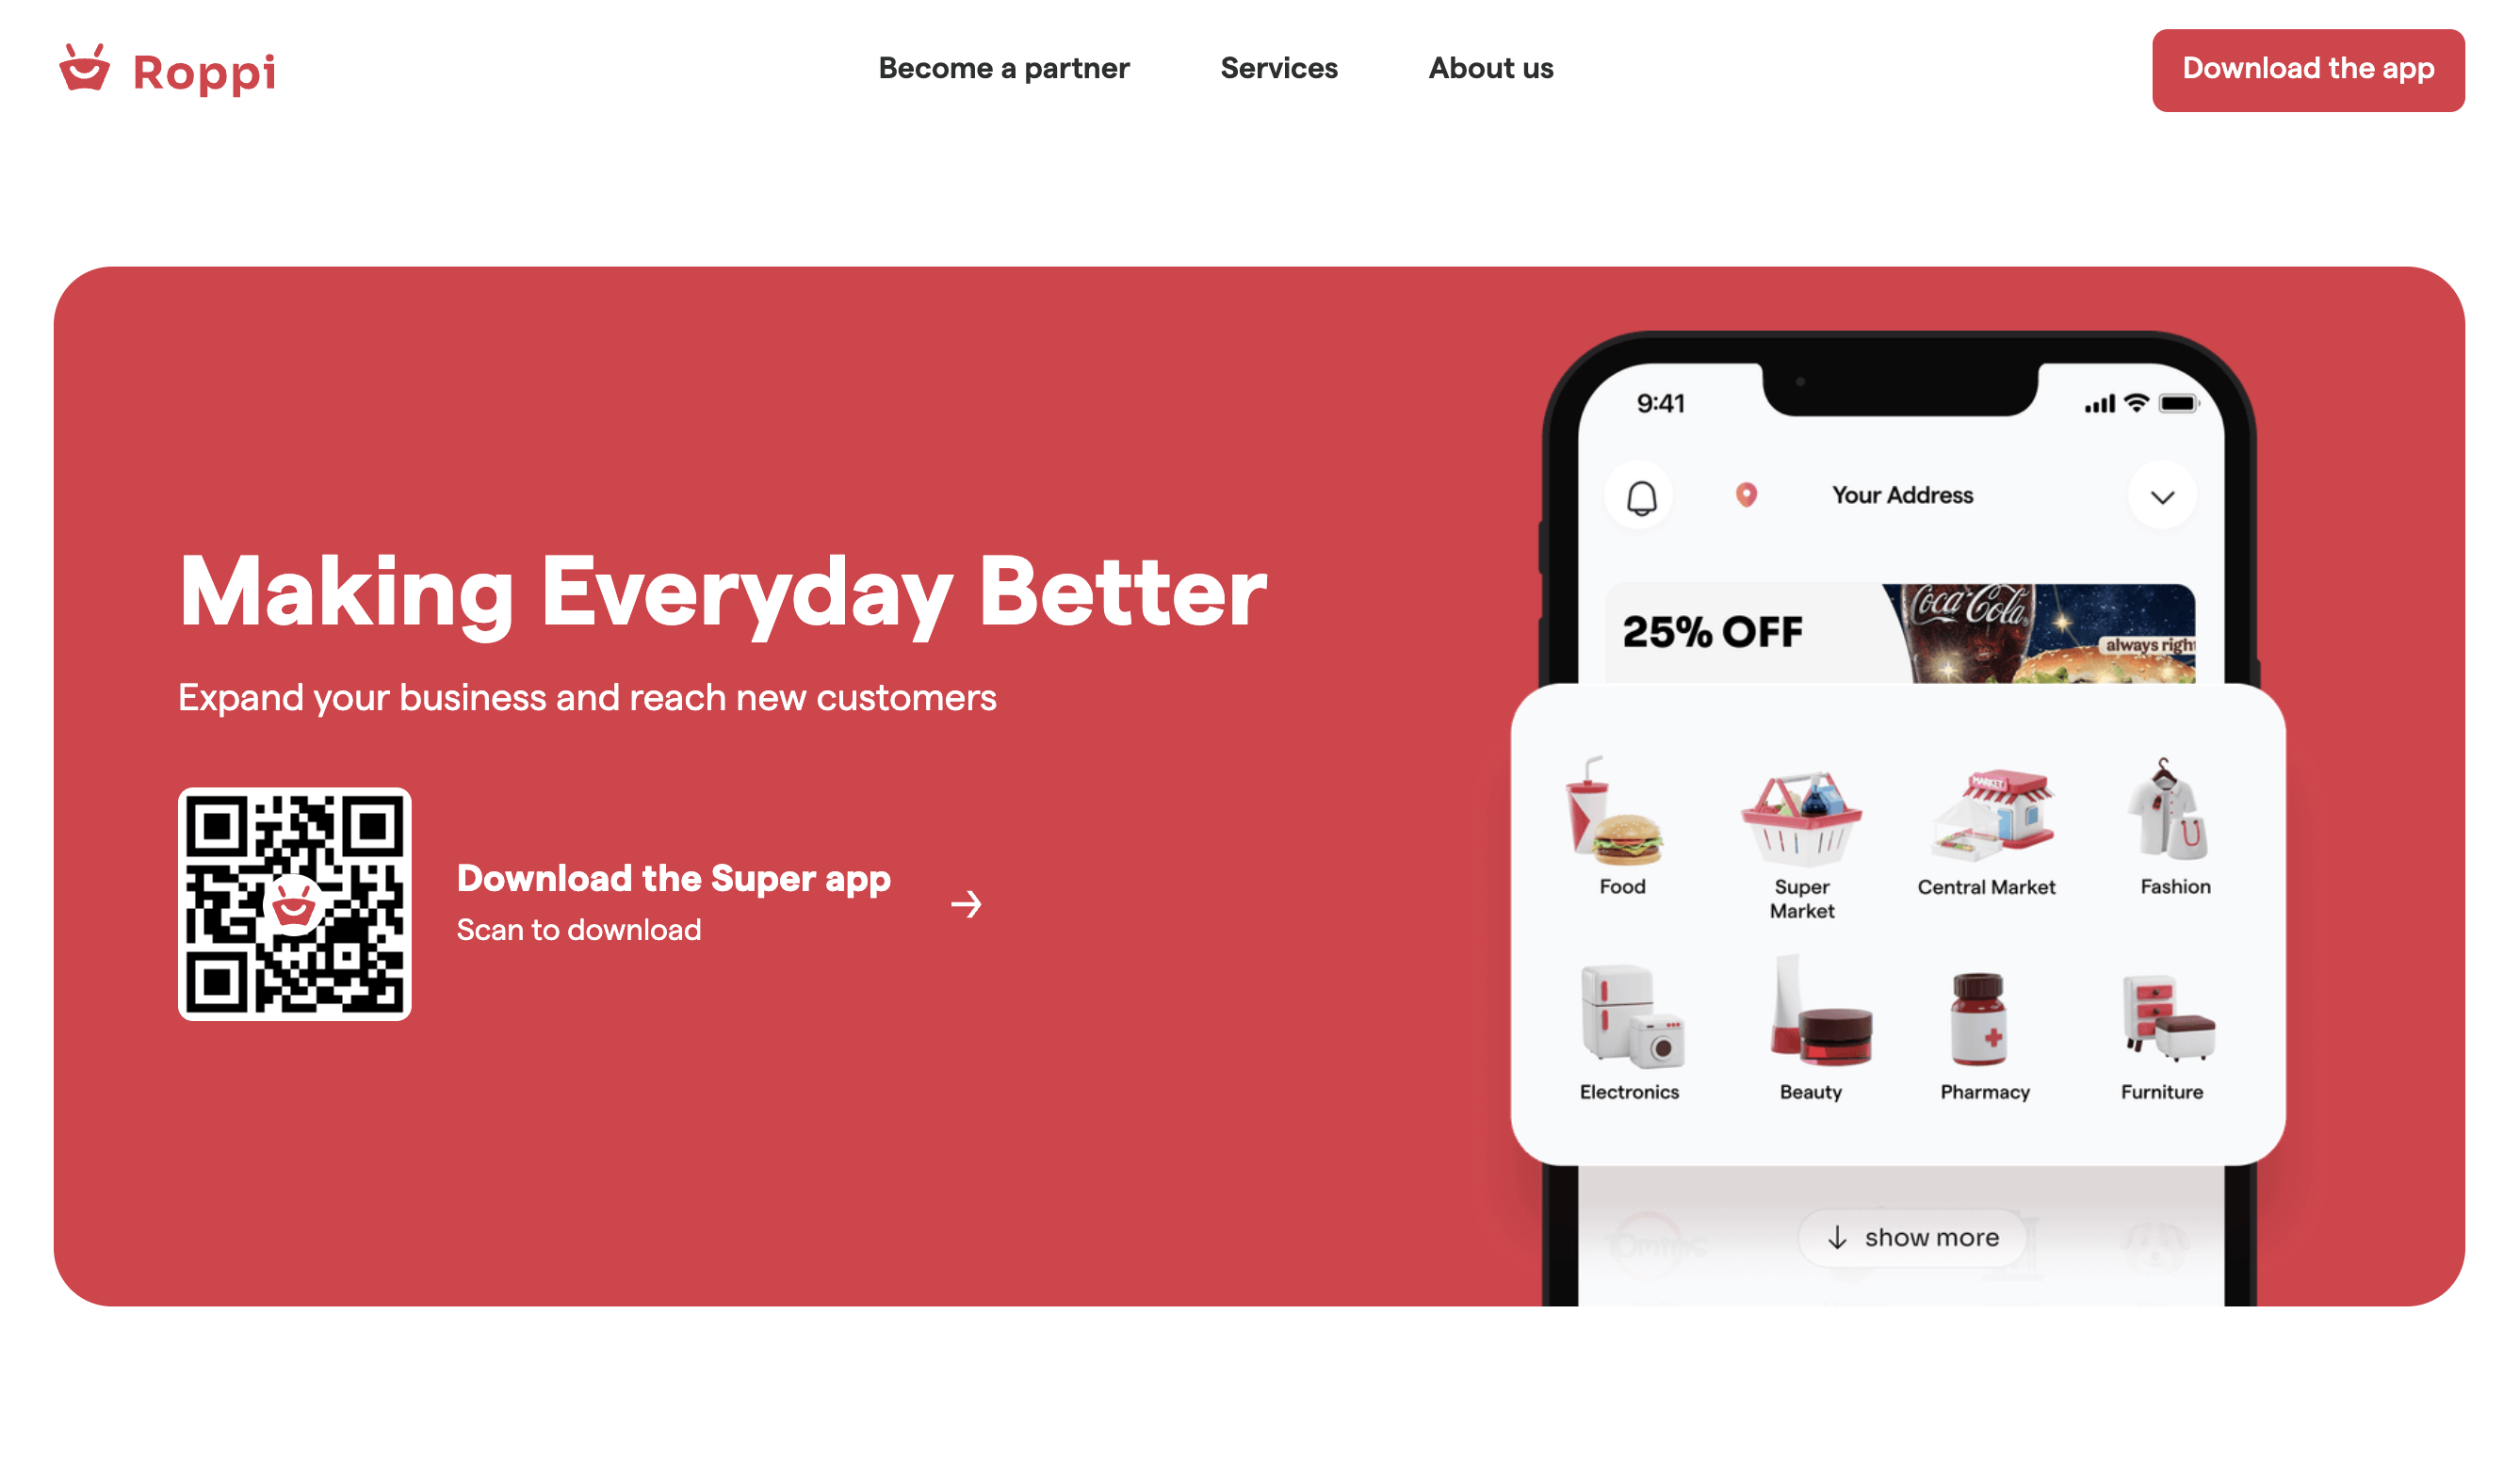 Roppi
Become a partner
Services
About us
Download the app
Making Everyday Better
Expand your business and reach new customers
Download the Super app
Scan to download
9:41
Your Address
25% OFF
Coca-Cola
always right
MARKET
Food
Super
Market
Central Market
Fashion
Electronics
Beauty
Pharmacy
Furniture
show more